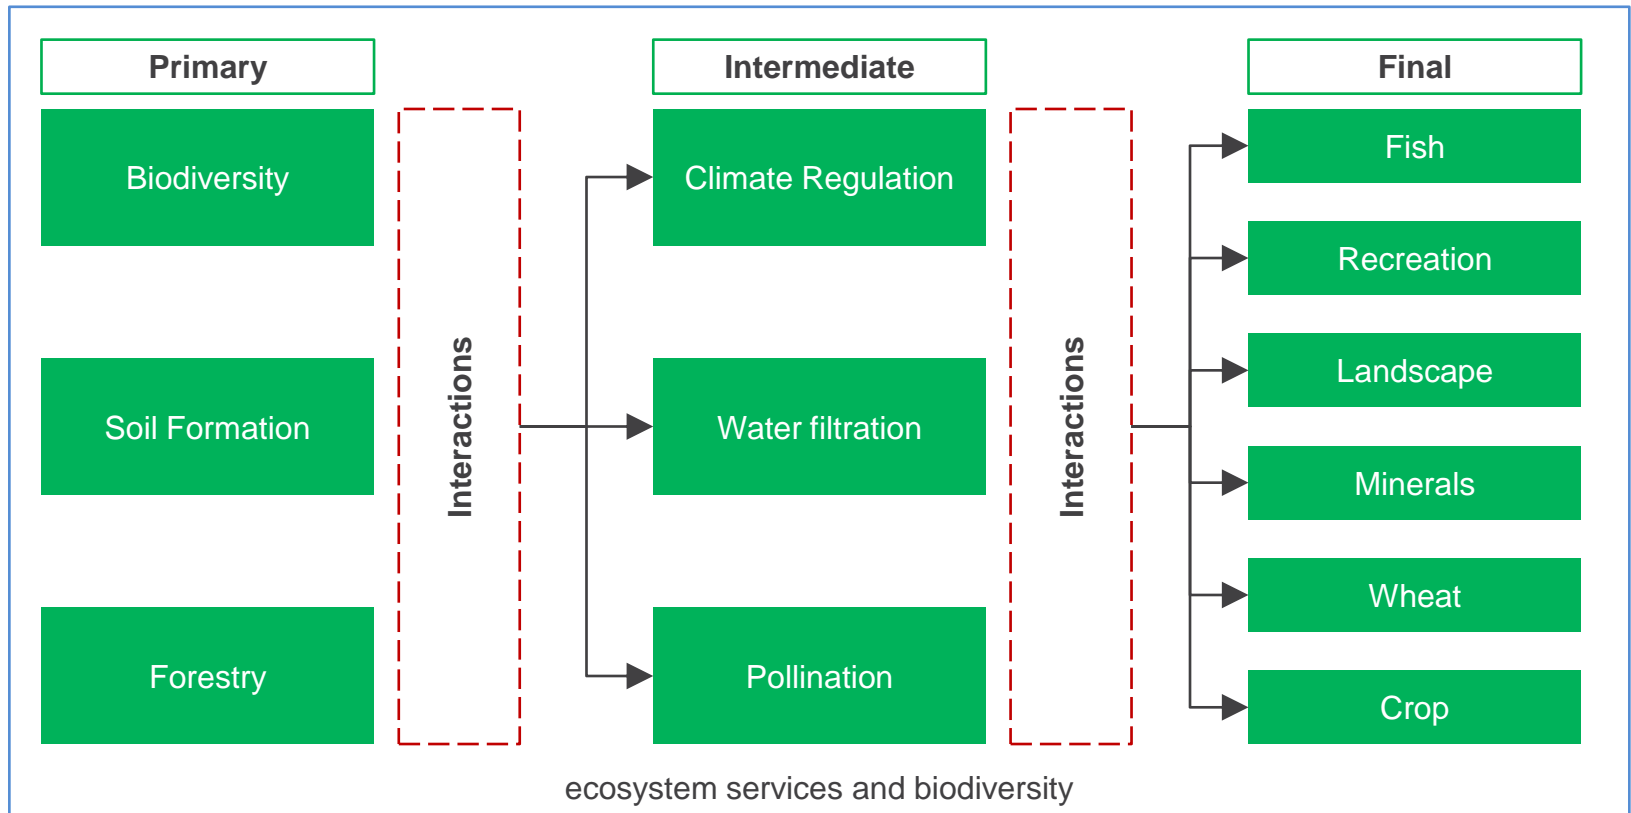 Primary
Intermediate
Final
Biodiversity
Soil Formation
Forestry
Interactions
Climate Regulation
Water filtration
Pollination
Interactions
Fish
Recreation
Landscape
Minerals
Wheat
Crop
ecosystem services and biodiversity